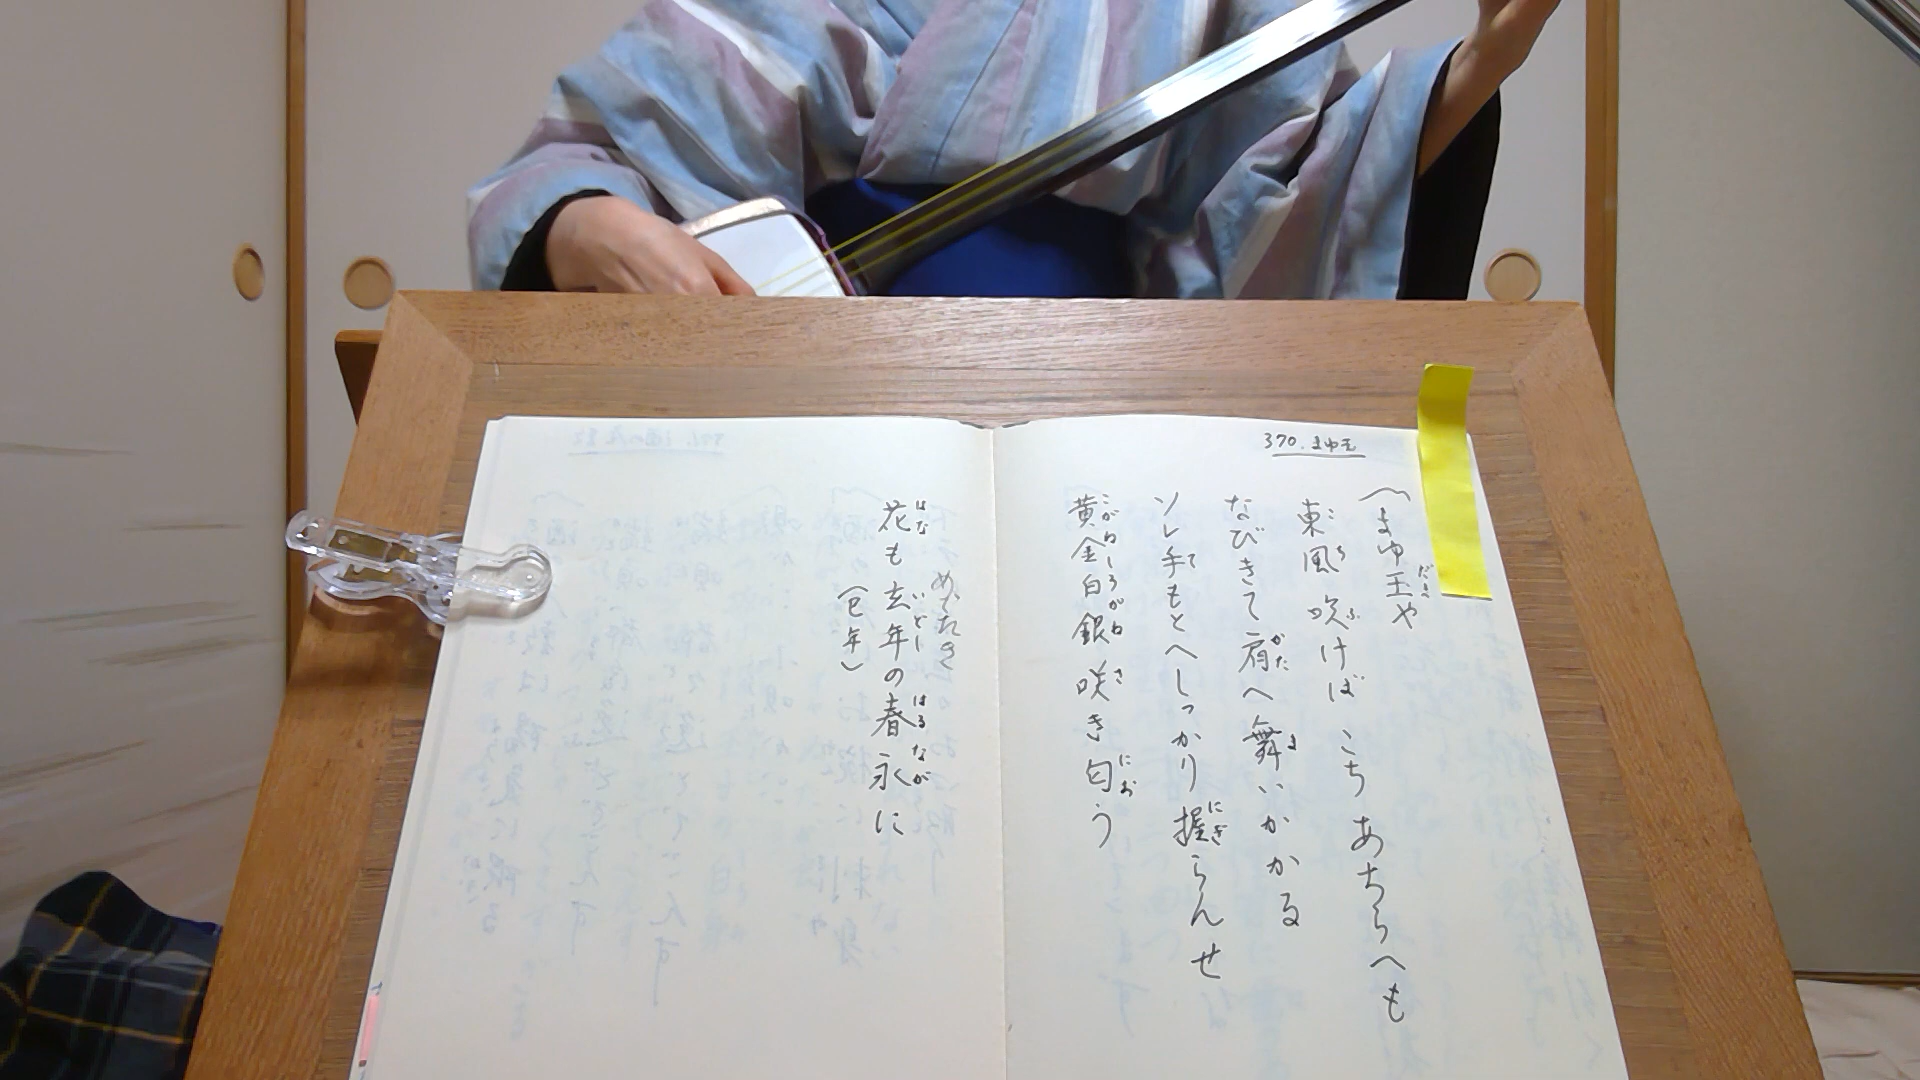 370. まゆ玉
〽まゆ玉や
東風吹けば こち あちらへも
なびきて肩へ舞いかかる
ソレ手もとへしっかり握らんせ
黄金白銀咲き匂う
めでたき
花も玄年の春永に
(巳年)